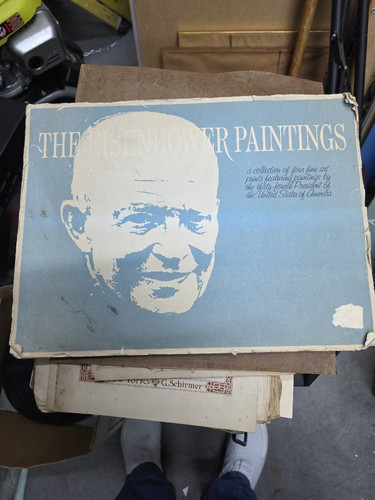 THE EISENHOWER PAINTINGS
a collection of four fine art
prints featuring paintings by
the thirty-fourth President of
the United States of America
G. Schirmer